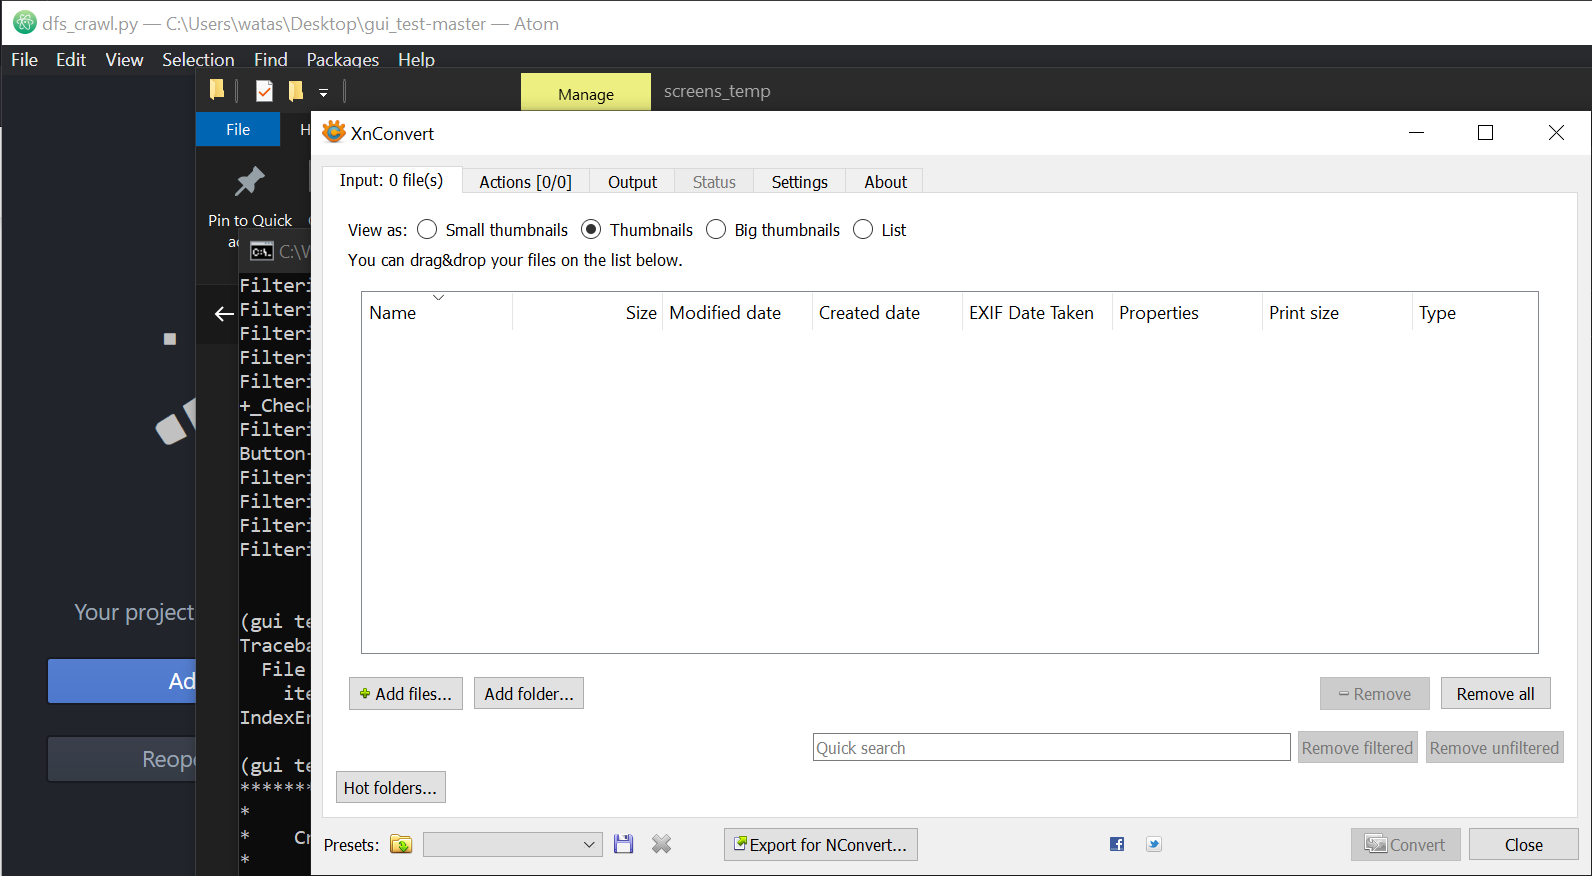 dfs_crawl.py — C:\Users\watas\Desktop\gui_test-master — Atom
File Edit View Selection Find Packages Help
Manage screens_temp
File H
XnConvert
Pin to Quick
Input: 0 file(s) Actions [0/0] Output Status Settings About
View as: Small thumbnails Thumbnails Big thumbnails List
You can drag&drop your files on the list below.
C:\W
Name Size Modified date Created date EXIF Date Taken Properties Print size Type
Filteri
Filteri
Filteri
Filteri
Filteri
+_Check
Filteri
Button-
Filteri
Filteri
Filteri
Filteri
(gui te
Traceba
File
ite
IndexEr
(gui te
*******
*
* Cr
*
Your project
Ad
Reope
Add files... Add folder... Remove Remove all
Quick search Remove filtered Remove unfiltered
Hot folders...
Presets: Export for NConvert... Convert Close